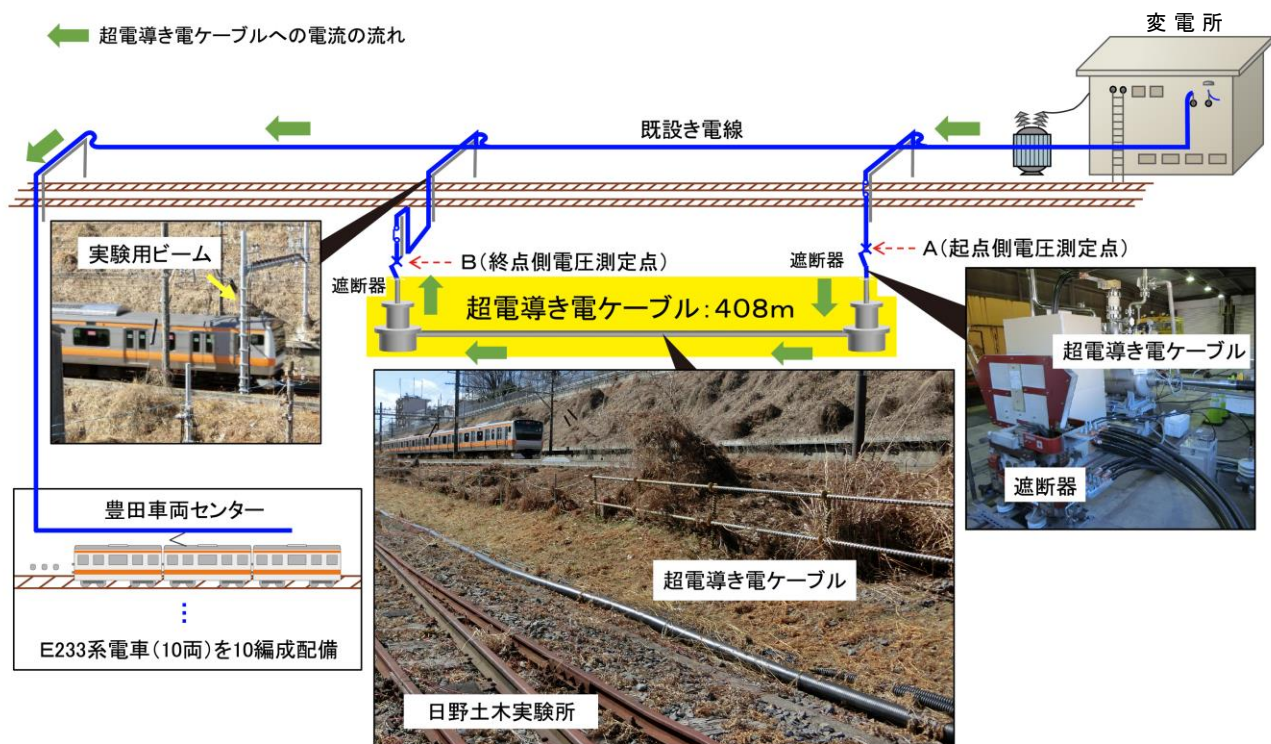 超電導き電ケーブルへの電流の流れ
変電所
既設き電線
実験用ビーム
B(終点側電圧測定点)
遮断器
遮断器
A(起点側電圧測定点)
超電導き電ケーブル:408m
超電導き電ケーブル
遮断器
豊田車両センター
E233系電車(10両)を10編成配備
超電導き電ケーブル
日野土木実験所